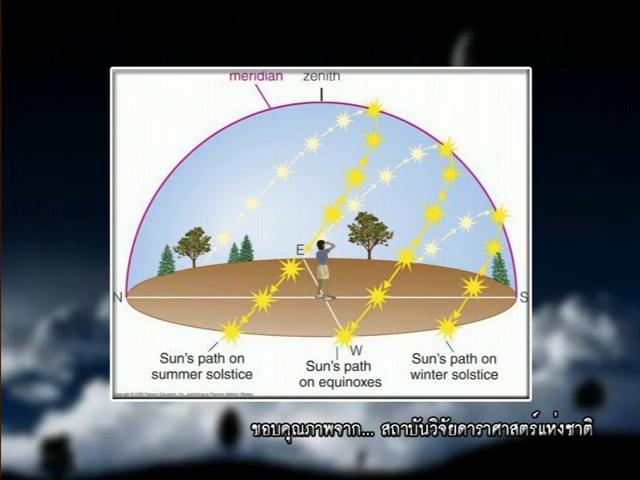 meridian zenith
E
N
S
W
Sun's path on
summer solstice
Sun's path
on equinoxes
Sun's path on
winter solstice
ขอบคุณภาพจาก... สถาบันวิจัยดาราศาสตร์แห่งชาติ